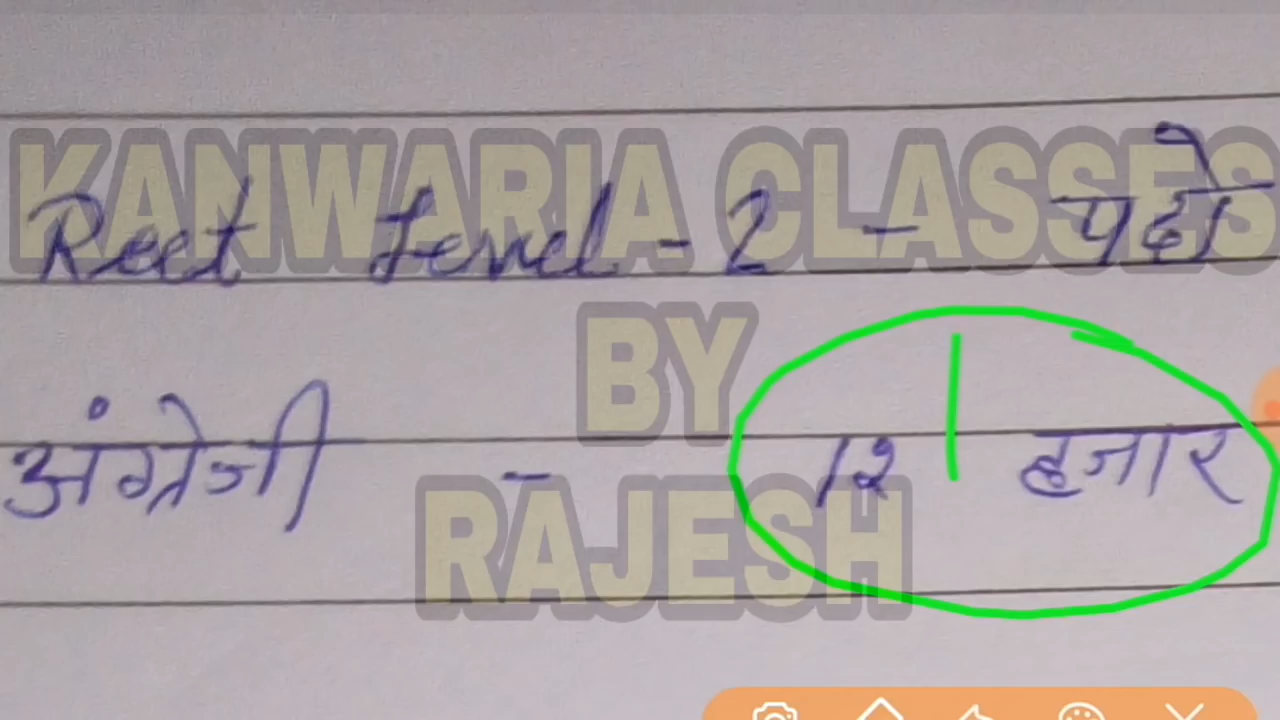 KANWARIA CLASSES
Reet Level - 2 - पदो
BY
अंग्रेजी - 12 हजार
RAJESH